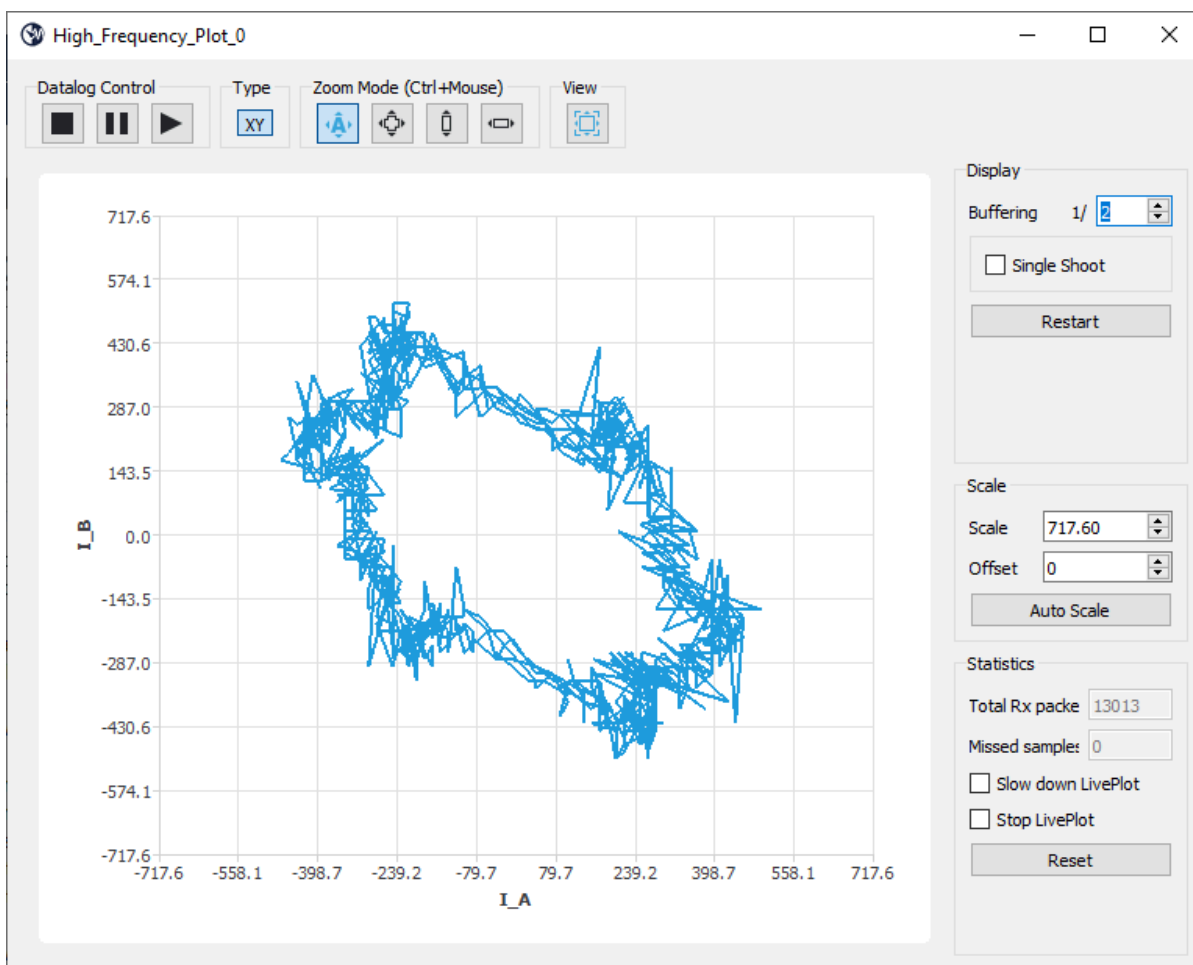 High_Frequency_Plot_0
Datalog Control
Type
Zoom Mode (Ctrl+Mouse)
View
XY
A
Display
Buffering 1/ 2
Single Shoot
Restart
Scale
Scale 717.60
Offset 0
Auto Scale
Statistics
Total Rx packe 13013
Missed samples 0
Slow down LivePlot
Stop LivePlot
Reset
717.6
574.1
430.6
287.0
143.5
0.0
-143.5
-287.0
-430.6
-574.1
-717.6
I_B
-717.6 -558.1 -398.7 -239.2 -79.7 79.7 239.2 398.7 558.1 717.6
I_A